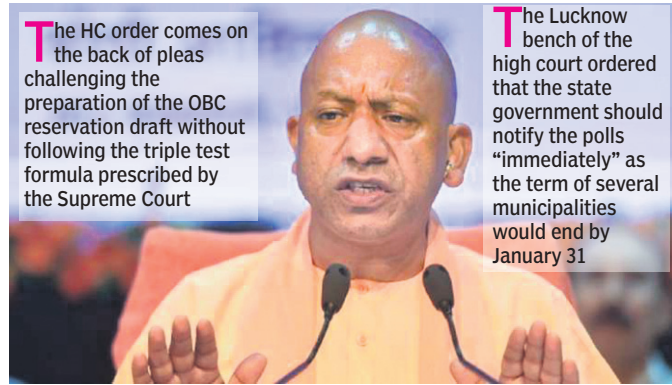 The HC order comes on
the back of pleas
challenging the
preparation of the OBC
reservation draft without
following the triple test
formula prescribed by
the Supreme Court
The Lucknow
bench of the
high court ordered
that the state
government should
notify the polls
“immediately” as
the term of several
municipalities
would end by
January 31